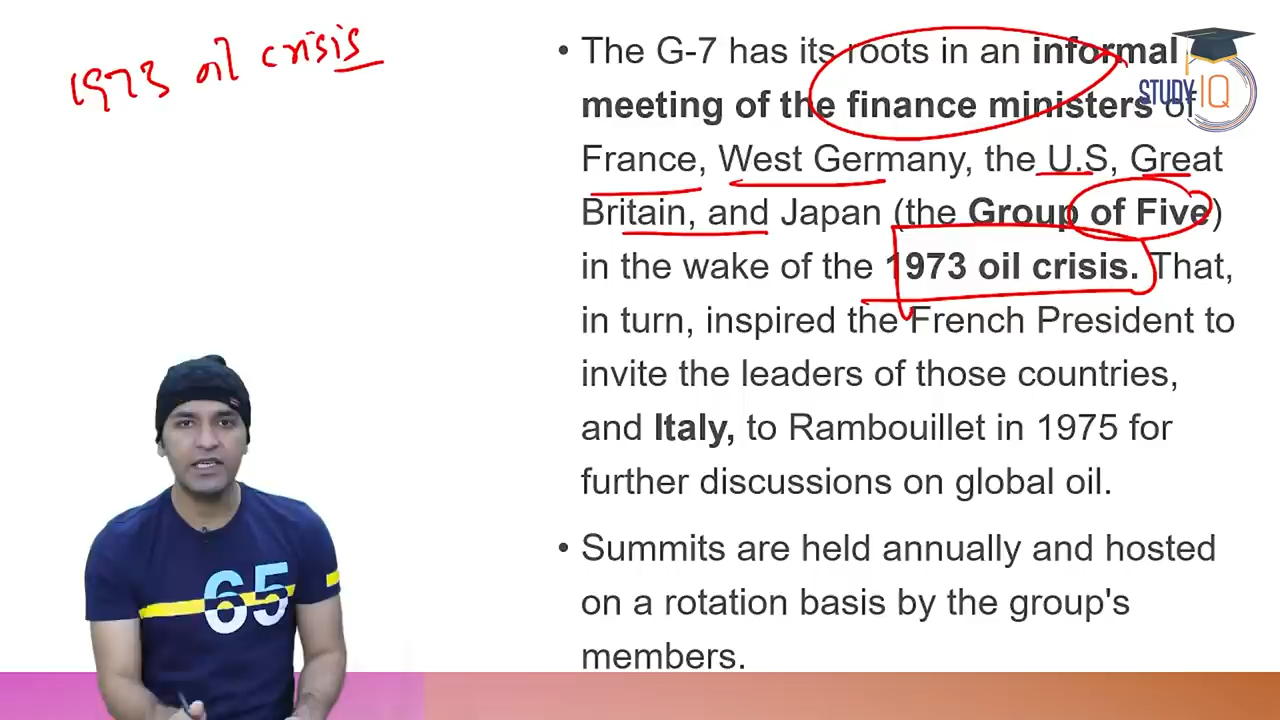 1973 oil crisis
• The G-7 has its roots in an informal
meeting of the finance ministers of
France, West Germany, the U.S, Great
Britain, and Japan (the Group of Five)
in the wake of the 1973 oil crisis. That,
in turn, inspired the French President to
invite the leaders of those countries,
and Italy, to Rambouillet in 1975 for
further discussions on global oil.
• Summits are held annually and hosted
on a rotation basis by the group's
members.
STUDY IQ
65